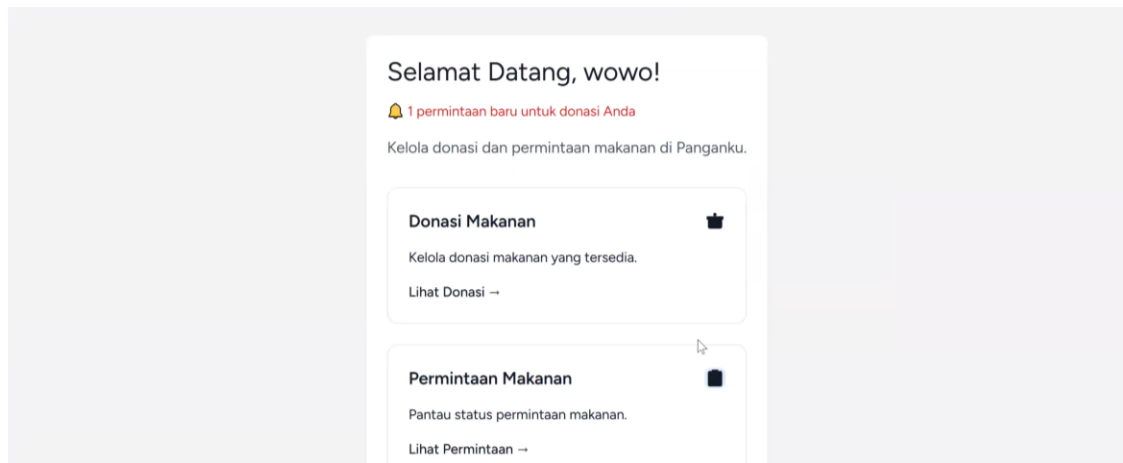 Selamat Datang, wowo!
1 permintaan baru untuk donasi Anda
Kelola donasi dan permintaan makanan di Panganku.
Donasi Makanan
Kelola donasi makanan yang tersedia.
Lihat Donasi →
Permintaan Makanan
Pantau status permintaan makanan.
Lihat Permintaan →